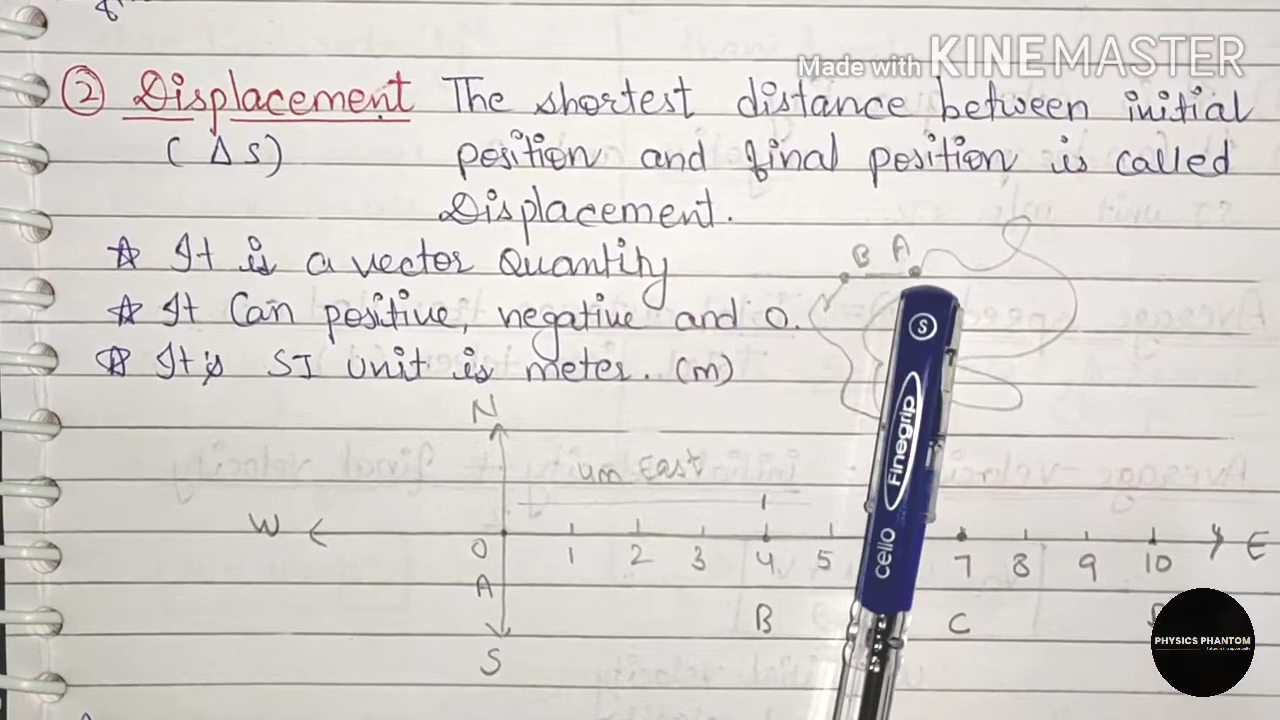 Made with KINEMASTER
② Displacement The shortest distance between initial
(Δs) position and final position is called
Displacement.
☆ It is a vector Quantity
B A
☆ It Can positive, negative and 0.
☆ It's SI unit is meter. (m)
N
4m East
W E
0 1 2 3 4 5 7 8 9 10
A
B C
S
S
Finegrip
cello
PHYSICS PHANTOM